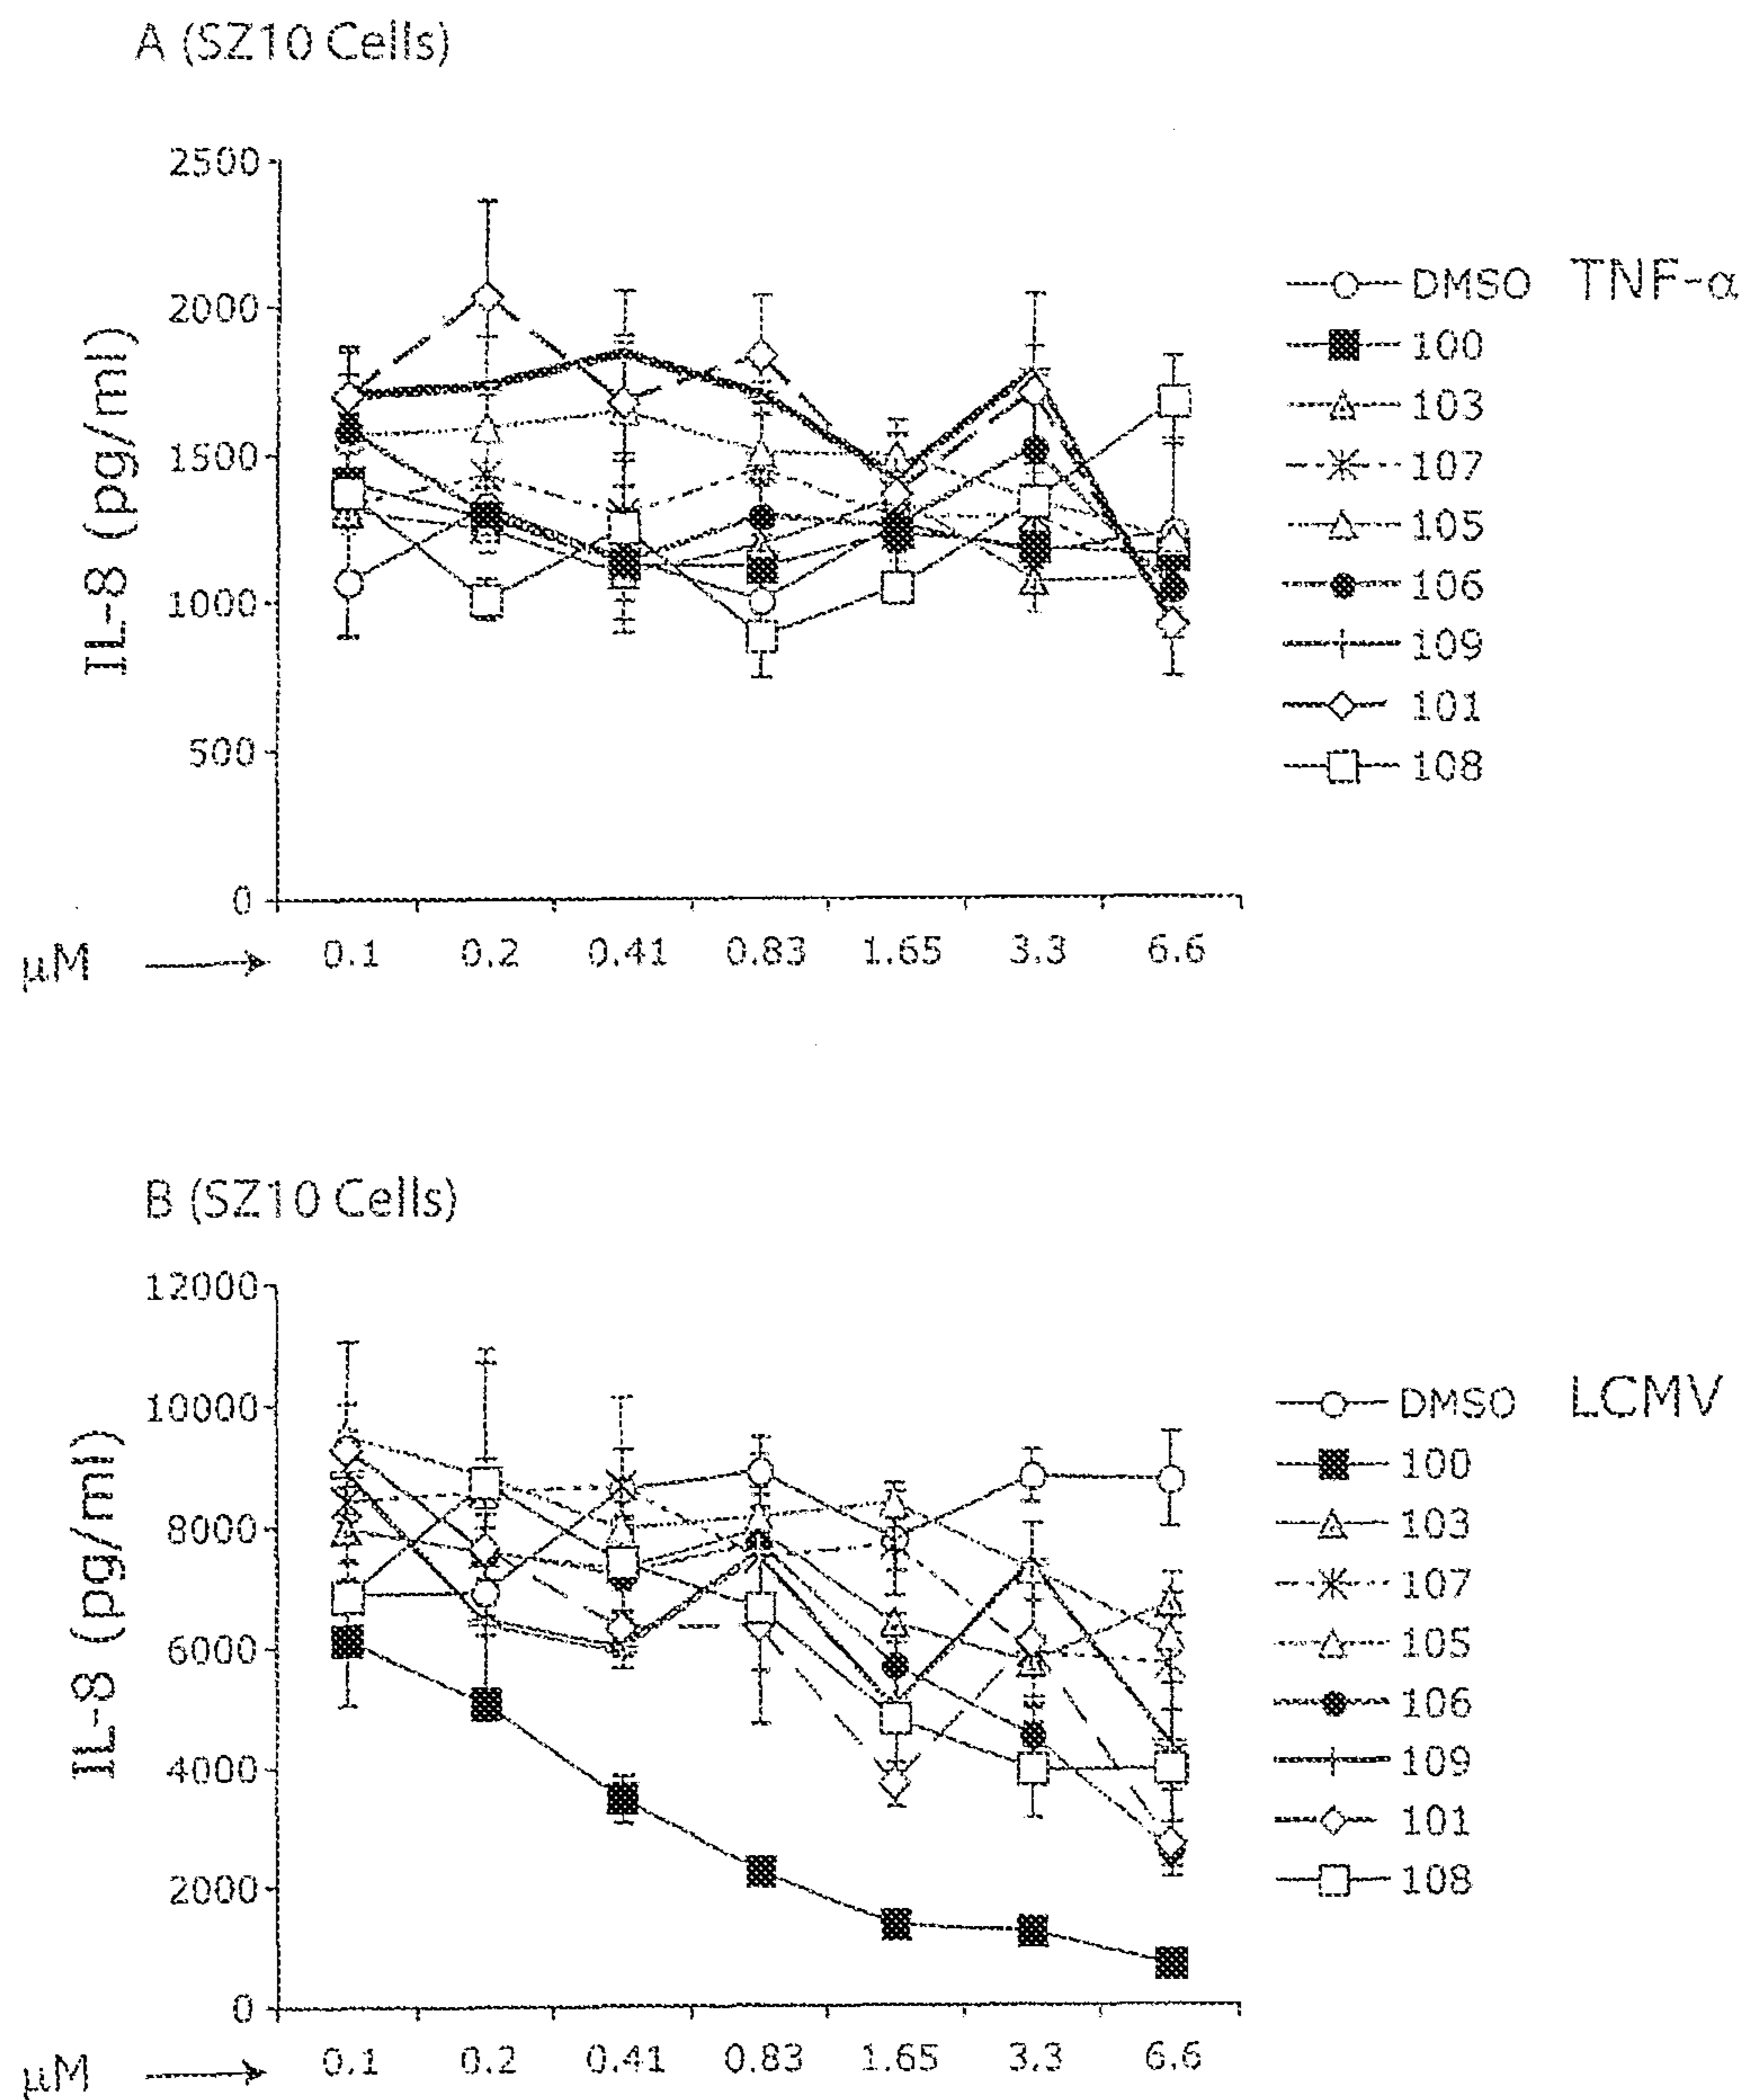 A (SZ10 Cells)
2500
2000
1500
1000
500
0
IL-8 (pg/ml)
μM
0.1 0.2 0.41 0.83 1.65 3.3 6.6
DMSO TNF-α
100
103
107
105
106
109
101
108
B (SZ10 Cells)
12000
10000
8000
6000
4000
2000
0
IL-8 (pg/ml)
μM
0.1 0.2 0.41 0.83 1.65 3.3 6.6
DMSO LCMV
100
103
107
105
106
109
101
108